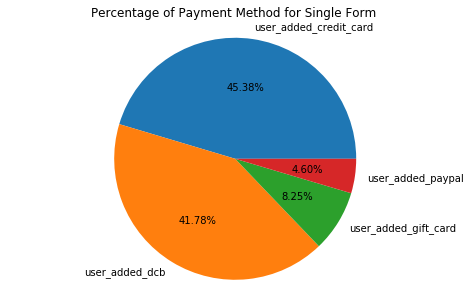 Percentage of Payment Method for Single Form
user_added_credit_card
45.38%
4.60%
user_added_paypal
8.25%
41.78%
user_added_gift_card
user_added_dcb